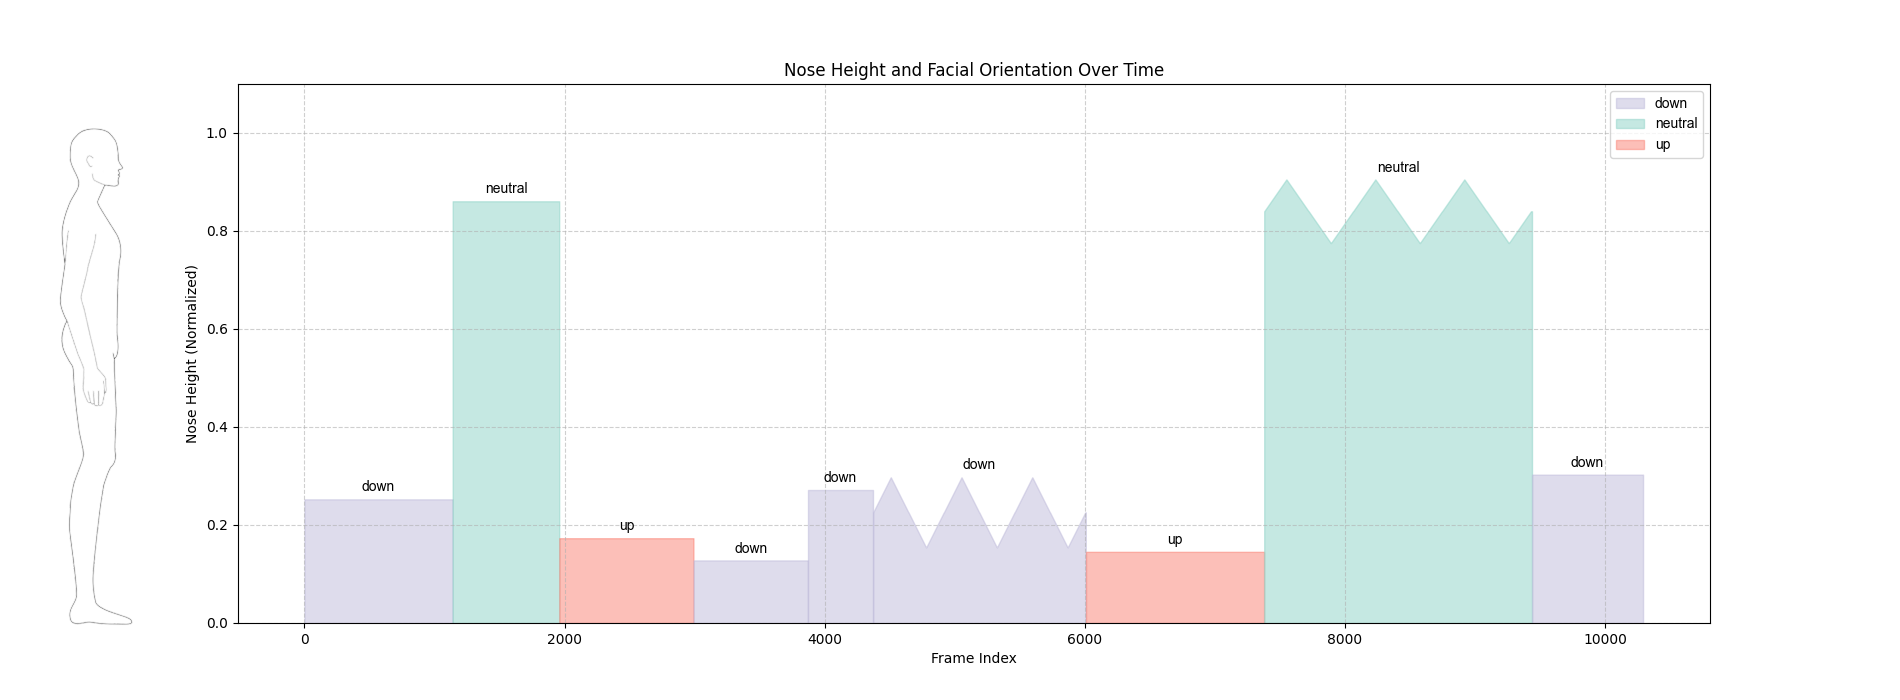 Nose Height and Facial Orientation Over Time
down
neutral
up
neutral
neutral
down
up
down
down
down
up
down
1.0
0.8
0.6
0.4
0.2
0.0
Nose Height (Normalized)
0 2000 4000 6000 8000 10000
Frame Index